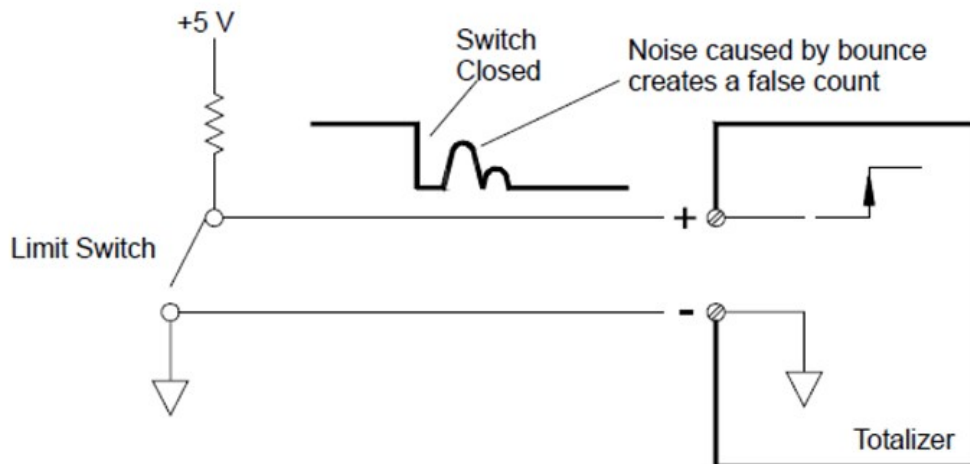 +5 V
Switch
Closed
Noise caused by bounce
creates a false count
Limit Switch
+
-
Totalizer